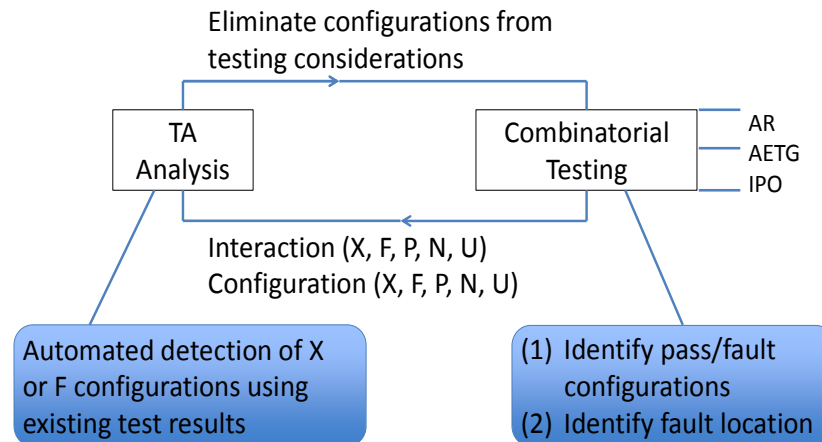 Eliminate configurations from
testing considerations
TA
Analysis
Combinatorial
Testing
AR
AETG
IPO
Interaction (X, F, P, N, U)
Configuration (X, F, P, N, U)
Automated detection of X
or F configurations using
existing test results
(1) Identify pass/fault
configurations
(2) Identify fault location